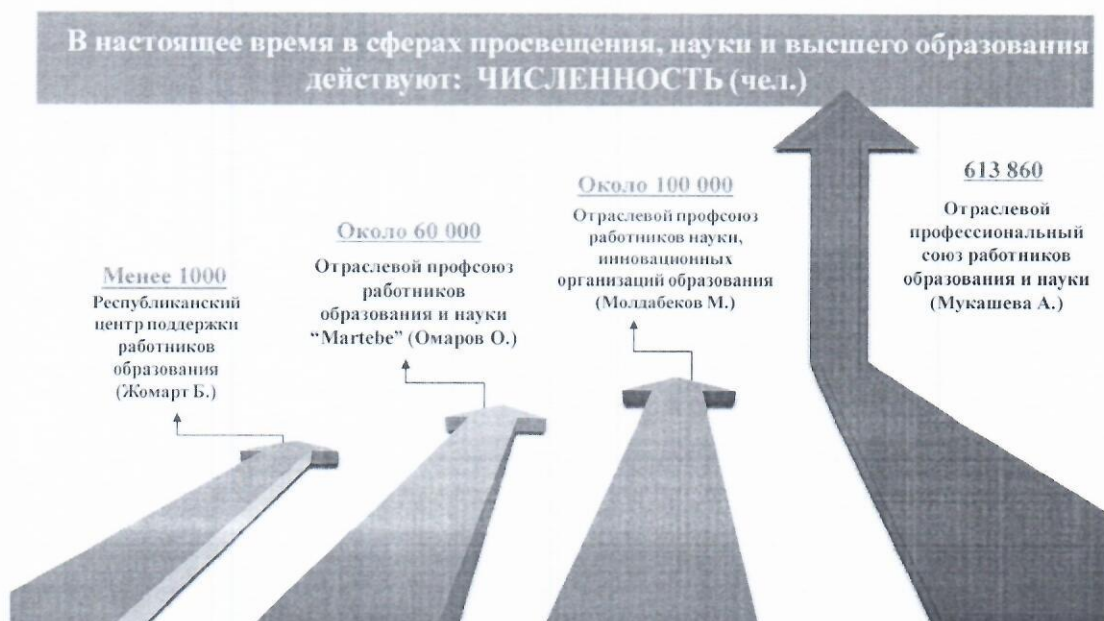 В настоящее время в сферах просвещения, науки и высшего образования
действуют: ЧИСЛЕННОСТЬ (чел.)
Менее 1000
Республиканский
центр поддержки
работников
образования
(Жомарт Б.)
Около 60 000
Отраслевой профсоюз
работников
образования и науки
“Martebe” (Омаров О.)
Около 100 000
Отраслевой профсоюз
работников науки,
инновационных
организаций образования
(Молдабеков М.)
613 860
Отраслевой
профессиональный
союз работников
образования и науки
(Мукашева А.)